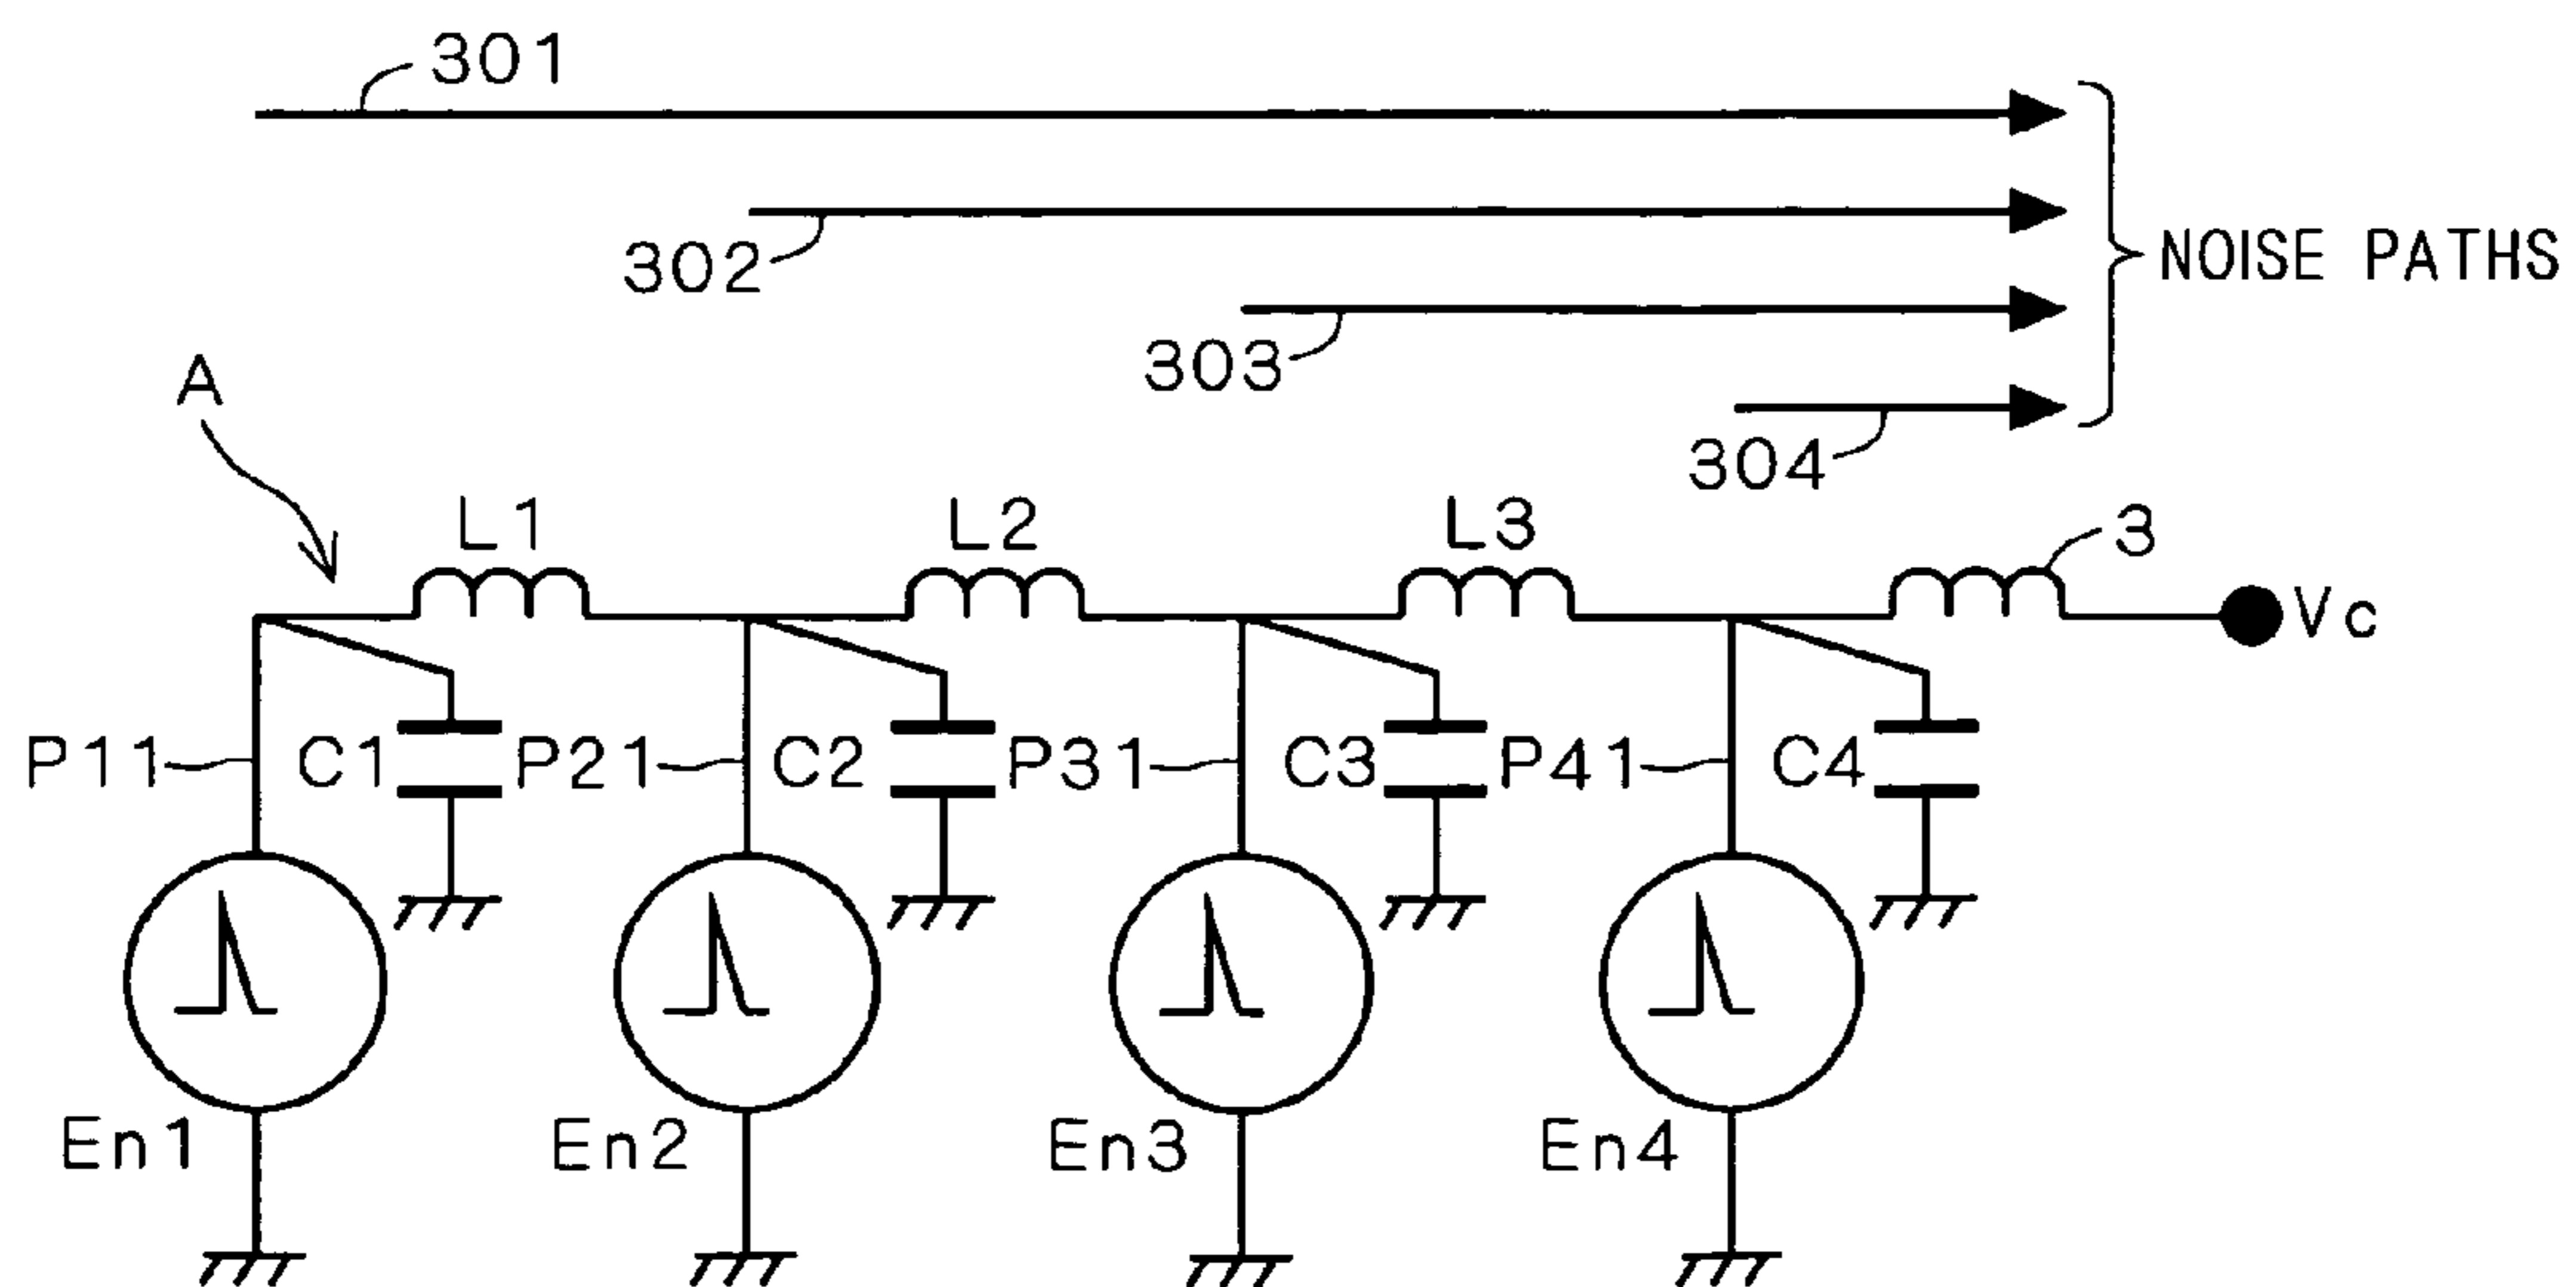 301
302
NOISE PATHS
303
A
304
L1
L2
L3
3
Vc
P11
C1
P21
C2
P31
C3
P41
C4
En1
En2
En3
En4